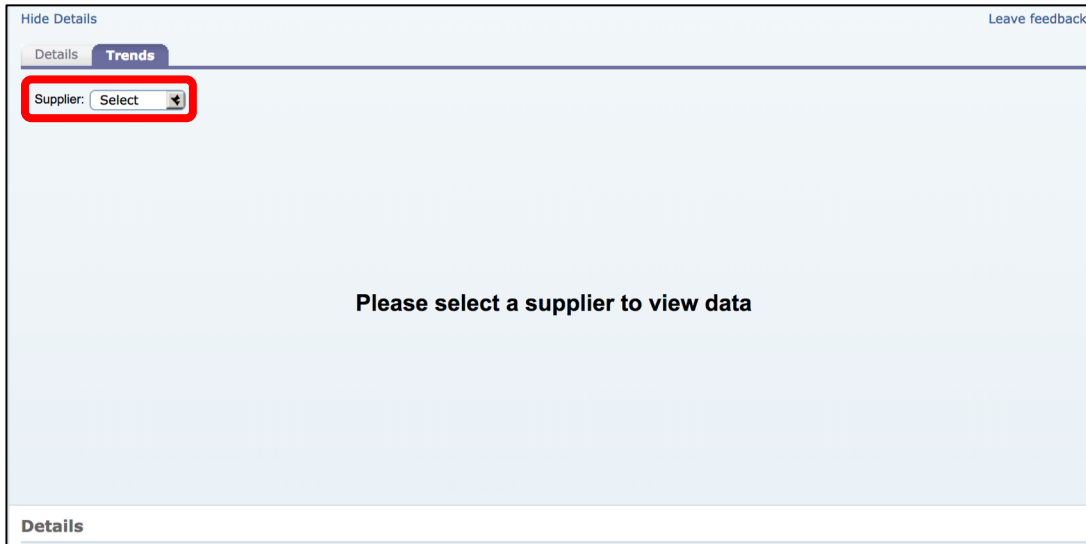 Hide Details Leave feedback
Details Trends
Supplier: Select
Please select a supplier to view data
Details